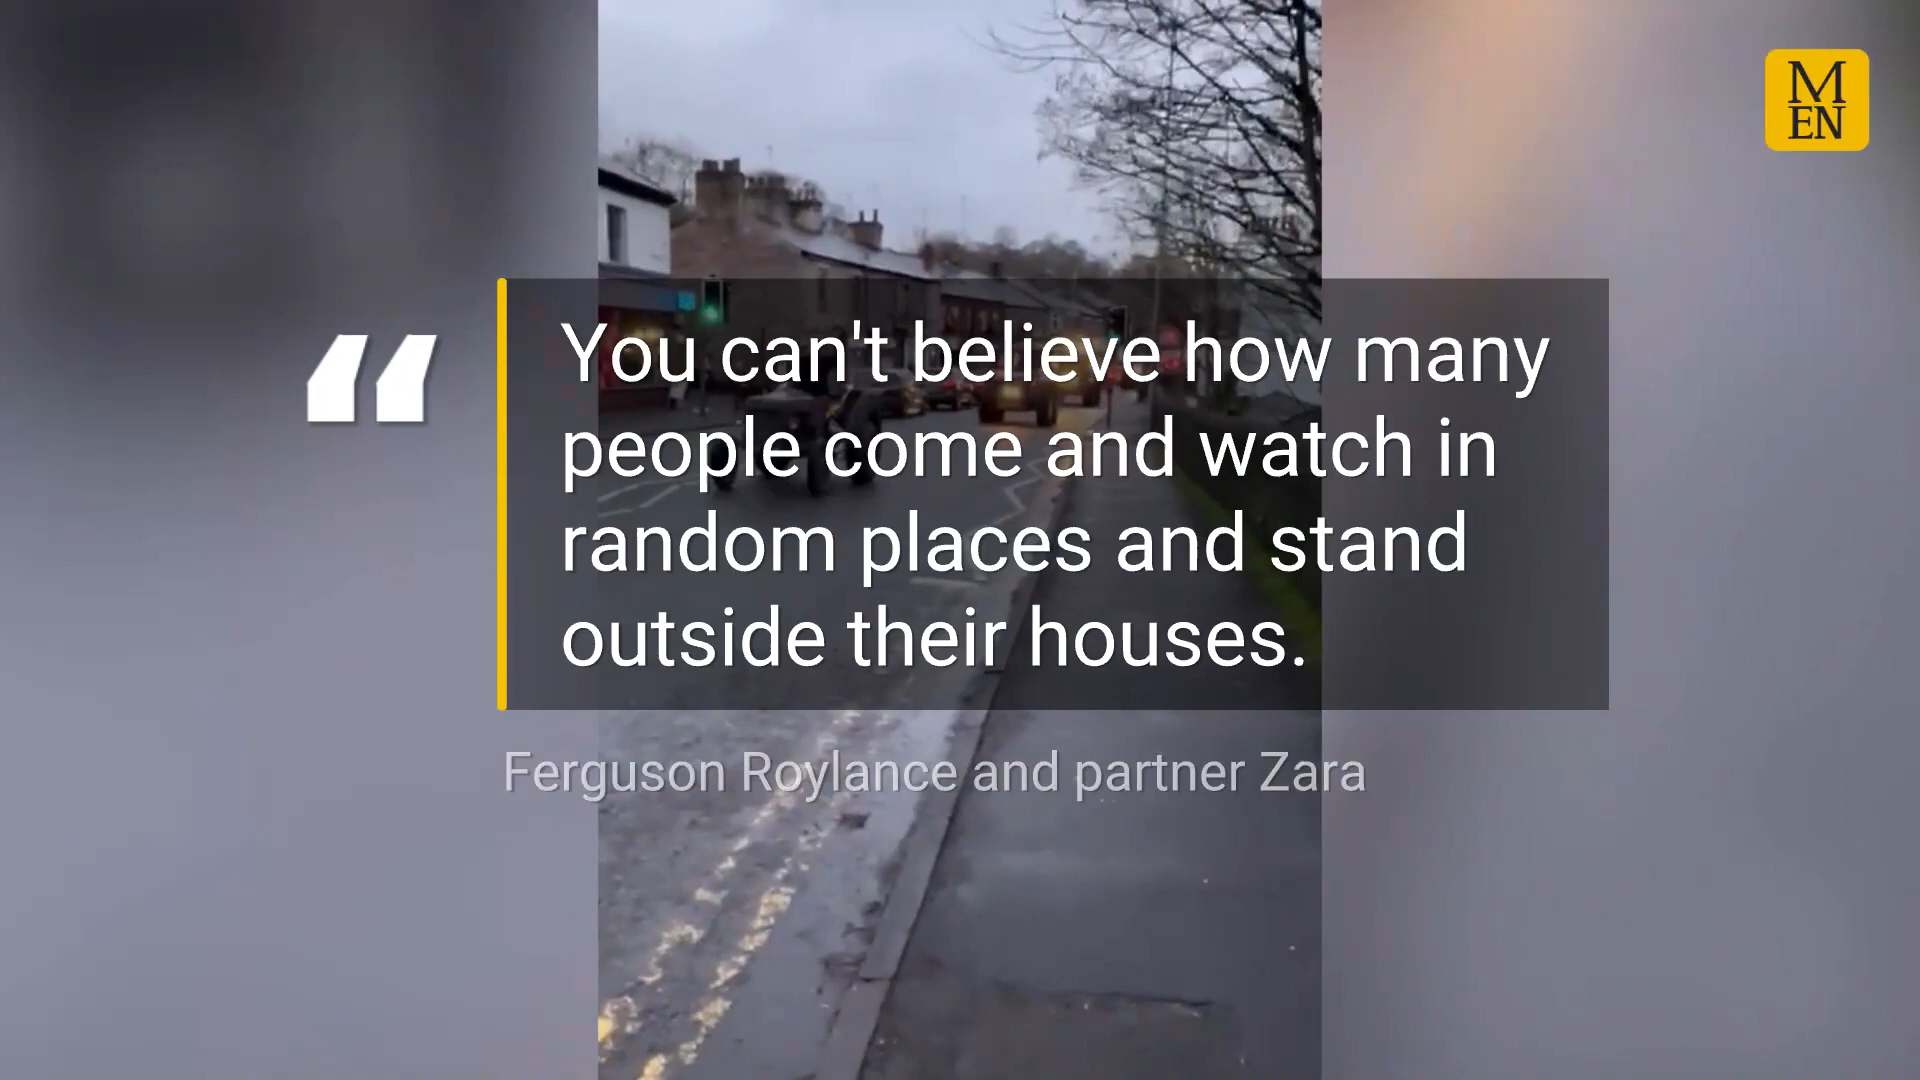 M
EN
“
You can't believe how many
people come and watch in
random places and stand
outside their houses.
Ferguson Roylance and partner Zara